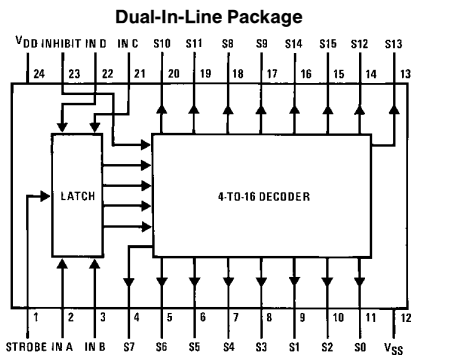 Dual-In-Line Package
VDD INHIBIT IN D IN C S10 S11 S8 S9 S14 S15 S12 S13
24 23 22 21 20 19 18 17 16 15 14 13
LATCH
4-TO-16 DECODER
1 2 3 4 5 6 7 8 9 10 11 12
STROBE IN A IN B S7 S6 S5 S4 S3 S1 S2 S0 VSS